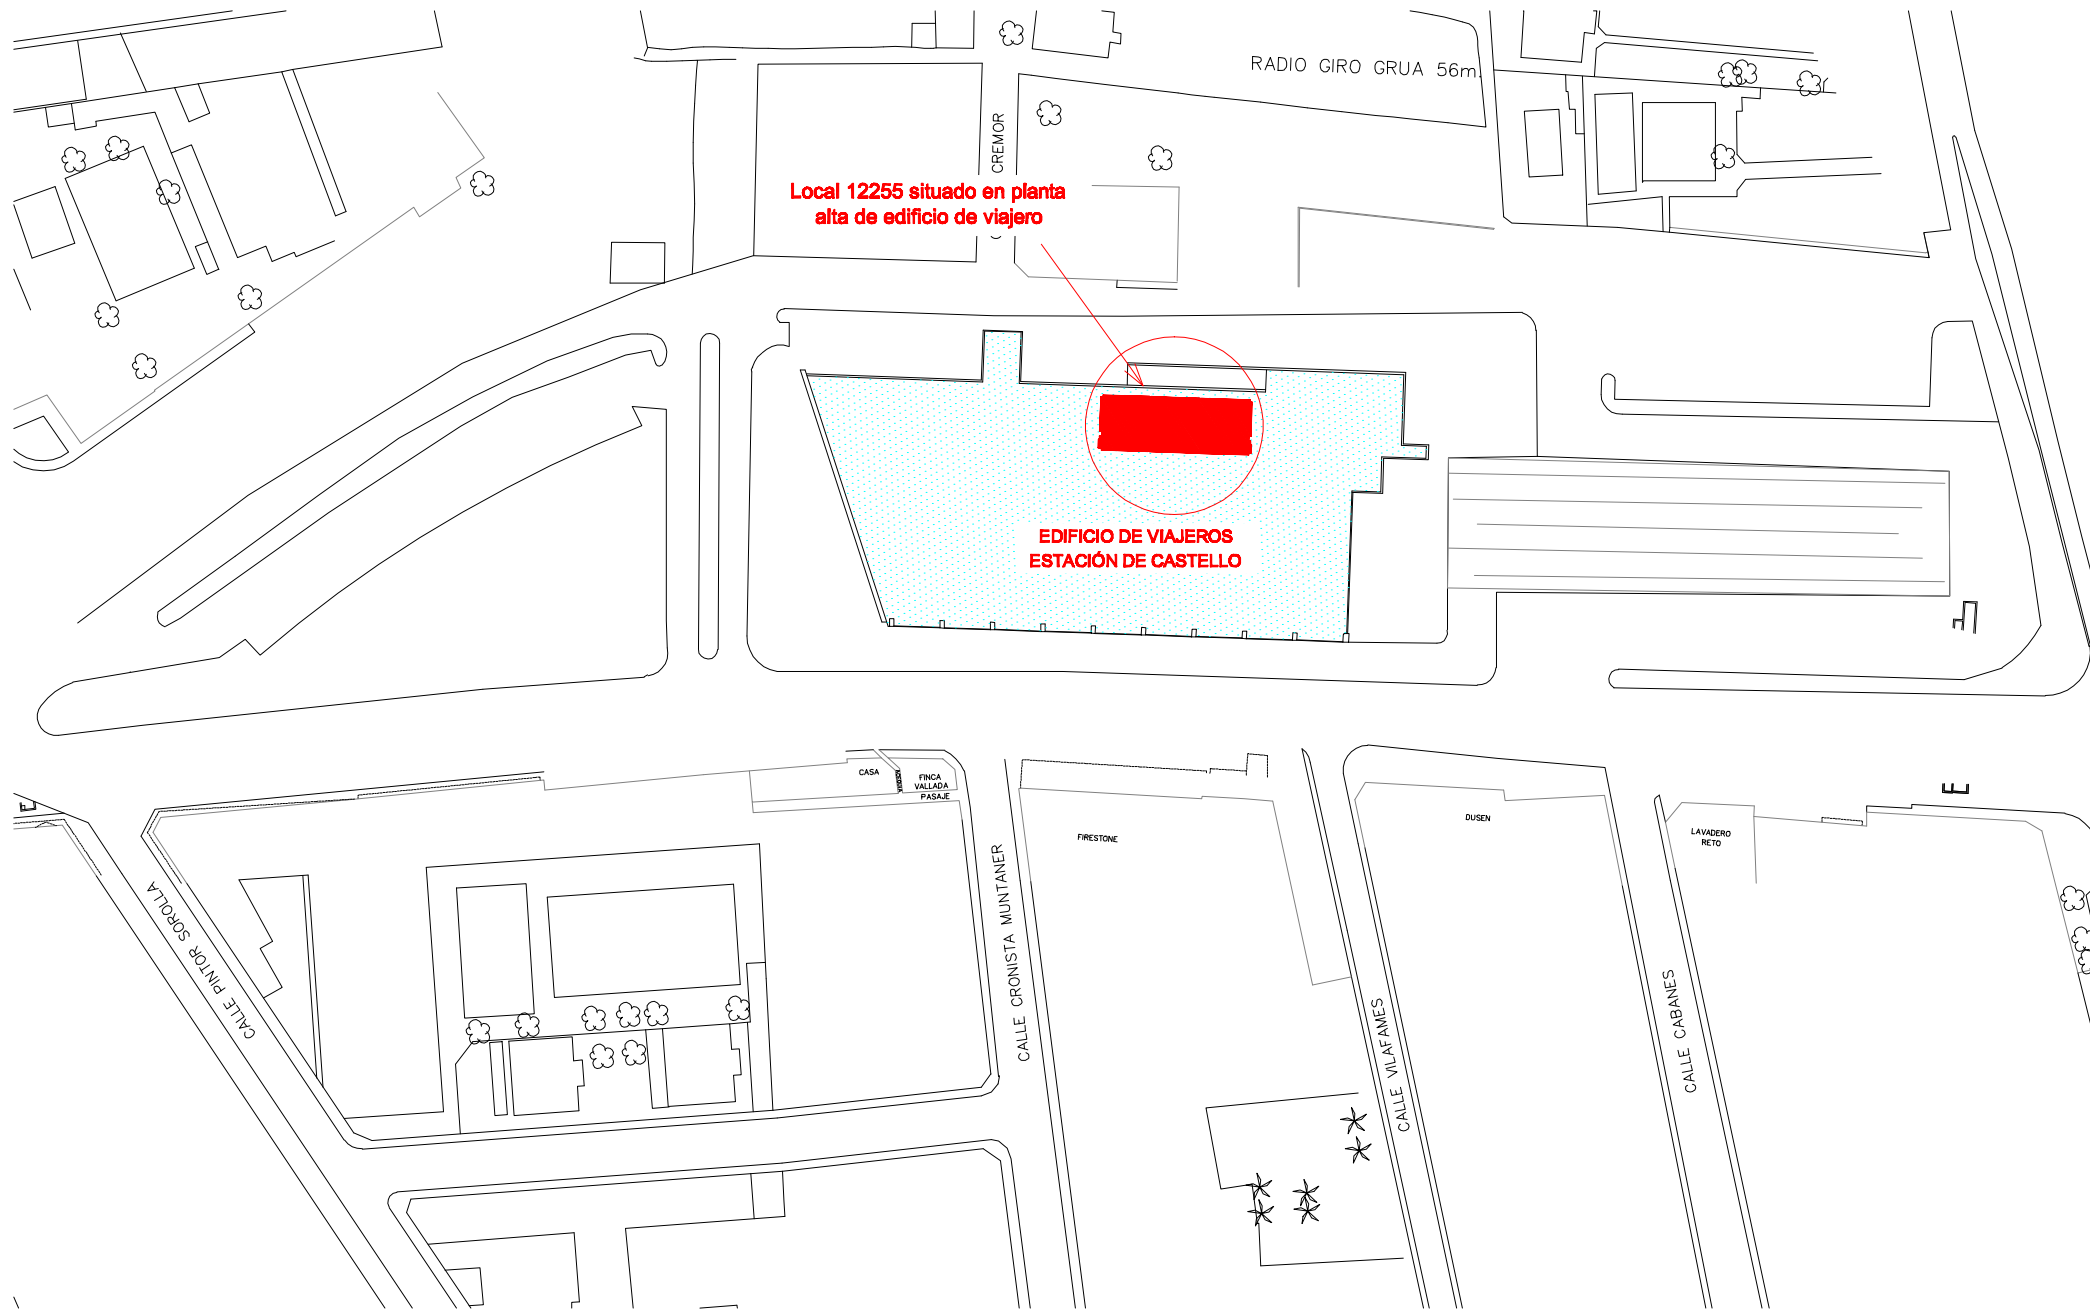 RADIO GIRO GRUA 56m.
CREMOR
Local 12255 situado en planta
alta de edificio de viajero
EDIFICIO DE VIAJEROS
ESTACIÓN DE CASTELLO
CASA
FINCA
VALLADA
PASAJE
FIRESTONE
DUSEN
LAVADERO
RETO
CALLE PINTOR SOROLLA
CALLE CRONISTA MUNTANER
CALLE VILAFAMES
CALLE CABANES